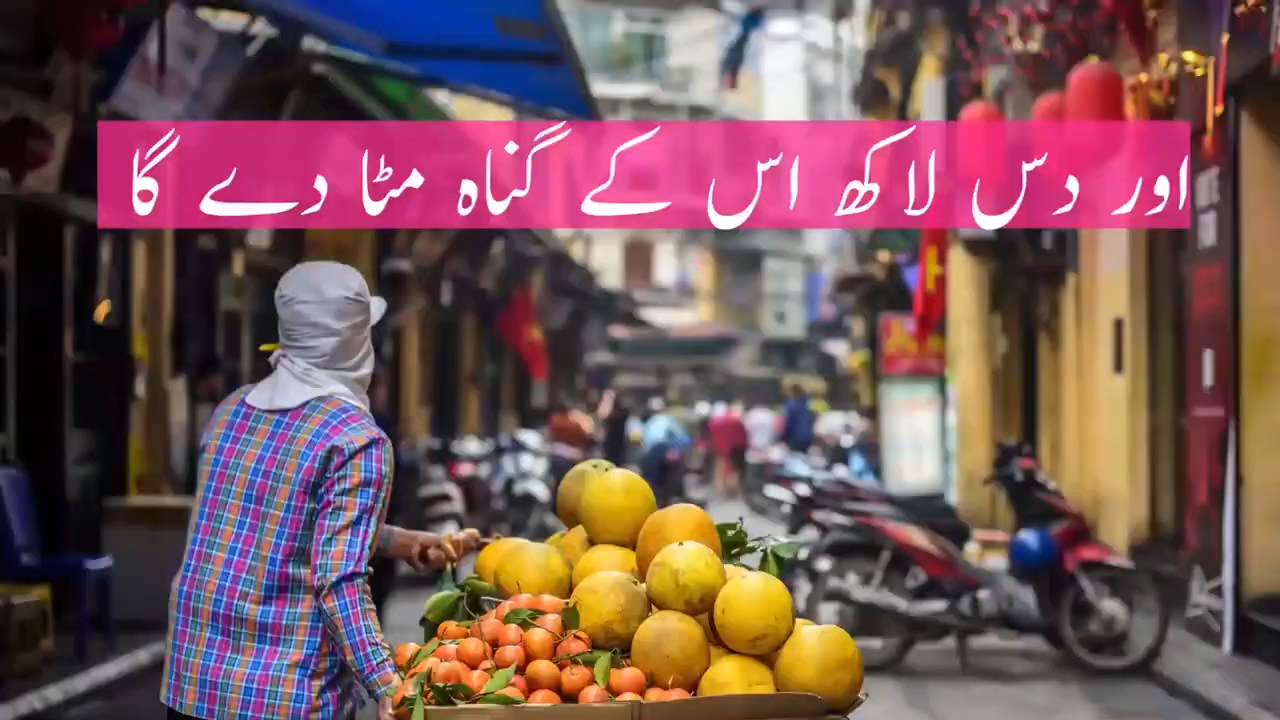 اور دس لاکھ اس کے گناہ مٹا دے گا